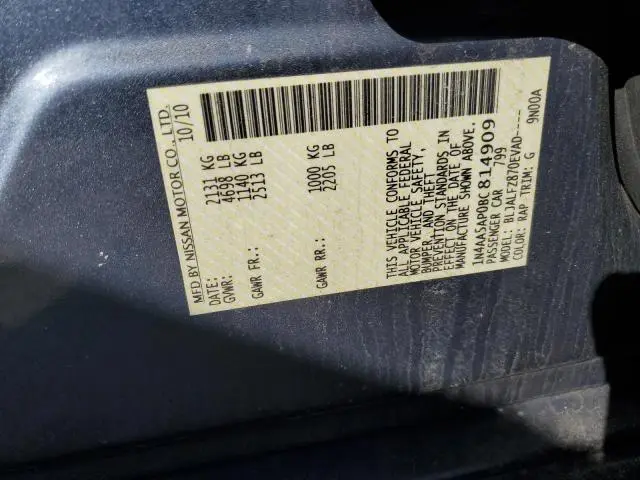 MFD BY NISSAN MOTOR CO., LTD.
DATE: 10/10
GVWR: 2131 KG
4698 LB
GAWR FR.: 1140 KG
2513 LB
GAWR RR.: 1000 KG
2205 LB
THIS VEHICLE CONFORMS TO
ALL APPLICABLE FEDERAL
MOTOR VEHICLE SAFETY,
BUMPER, AND THEFT
PREVENTION STANDARDS IN
EFFECT ON THE DATE OF
MANUFACTURE SHOWN ABOVE.
1N4AA5AP0BC814909
PASSENGER CAR 799
MODEL: BLJALFZ870EVAD----
COLOR: RAP TRIM: G 9N00A